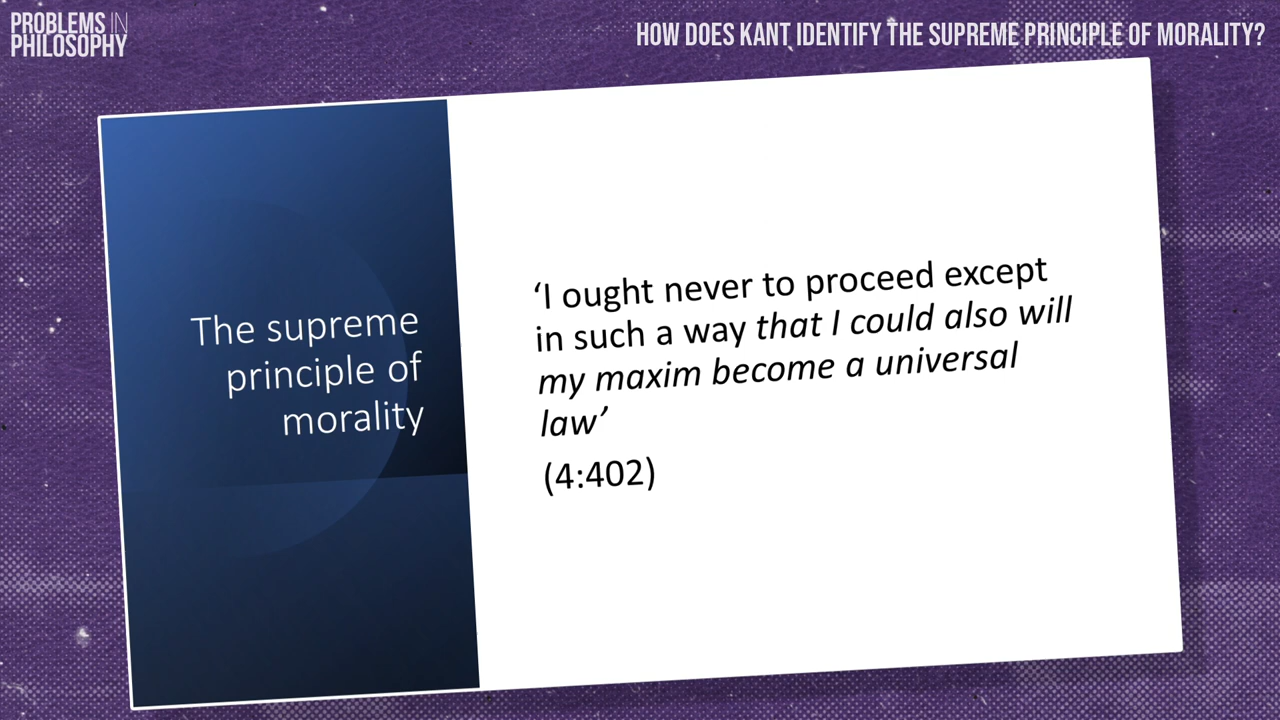 PROBLEMS IN
PHILOSOPHY
HOW DOES KANT IDENTIFY THE SUPREME PRINCIPLE OF MORALITY?
The supreme
principle of
morality
‘I ought never to proceed except
in such a way that I could also will
my maxim become a universal
law’
(4:402)